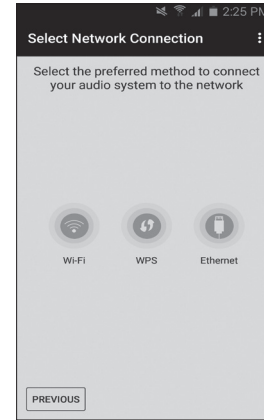 2:25 PM
Select Network Connection
Select the preferred method to connect
your audio system to the network
Wi-Fi
WPS
Ethernet
PREVIOUS